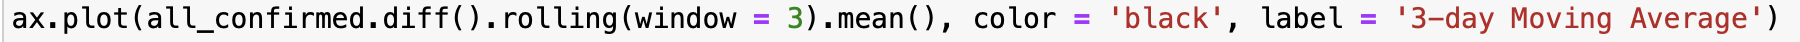 ax.plot(all_confirmed.diff().rolling(window = 3).mean(), color = 'black', label = '3-day Moving Average')